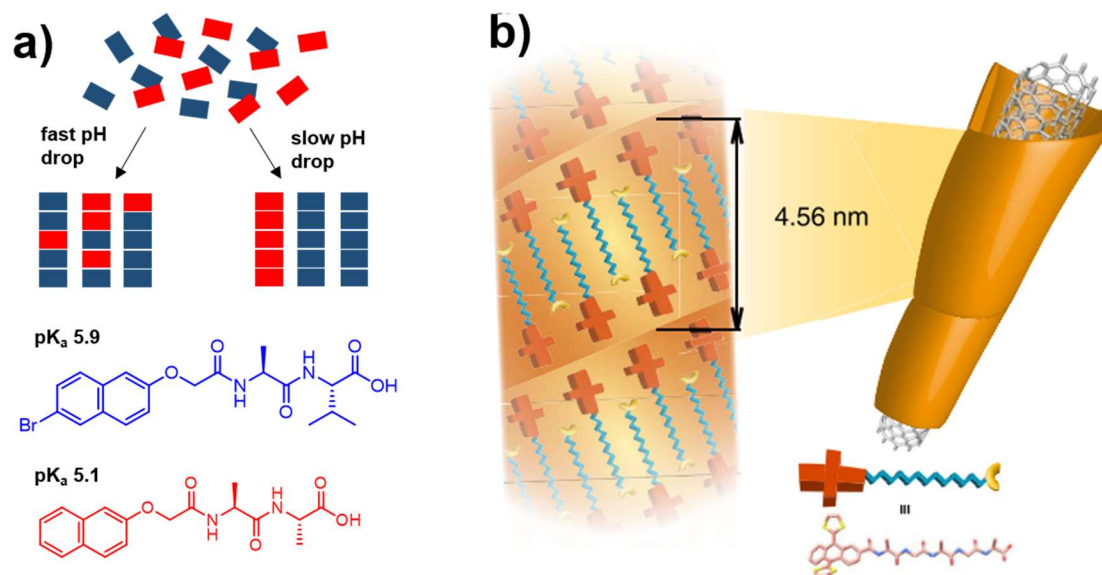 a)
fast pH
drop
slow pH
drop
pKa 5.9
O
O
H
N
N
H
O
O
OH
Br
pKa 5.1
O
O
H
N
N
H
O
O
OH
b)
4.56 nm
III